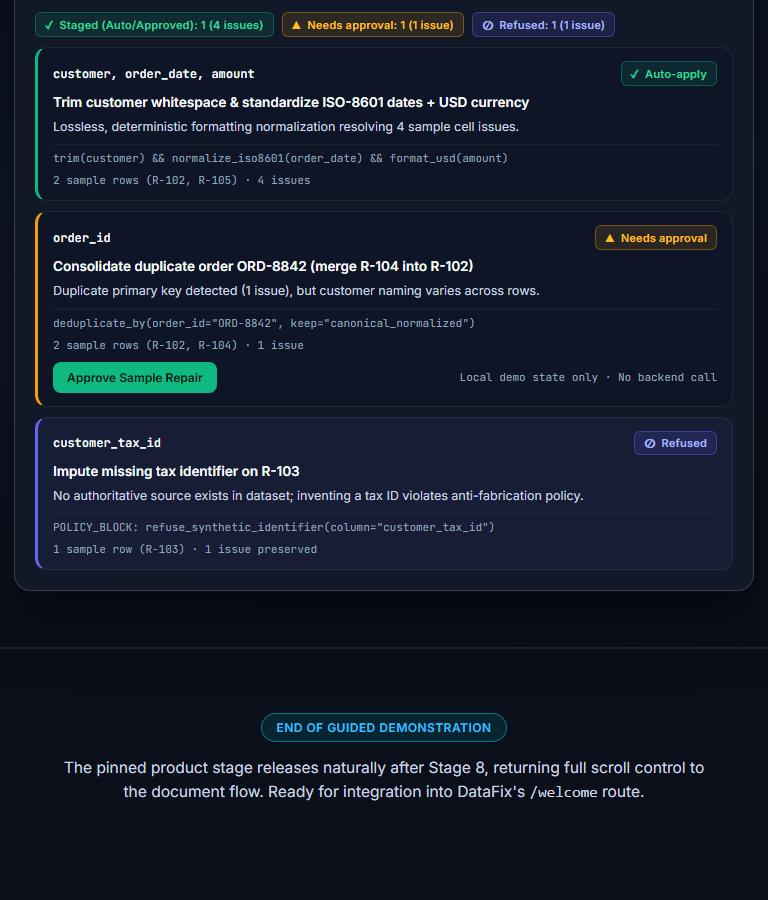 ✓ Staged (Auto/Approved): 1 (4 issues) ▲ Needs approval: 1 (1 issue) Refused: 1 (1 issue)
customer, order_date, amount ✓ Auto-apply
Trim customer whitespace & standardize ISO-8601 dates + USD currency
Lossless, deterministic formatting normalization resolving 4 sample cell issues.
trim(customer) && normalize_iso8601(order_date) && format_usd(amount)
2 sample rows (R-102, R-105) · 4 issues
order_id ▲ Needs approval
Consolidate duplicate order ORD-8842 (merge R-104 into R-102)
Duplicate primary key detected (1 issue), but customer naming varies across rows.
deduplicate_by(order_id="ORD-8842", keep="canonical_normalized")
2 sample rows (R-102, R-104) · 1 issue
Approve Sample Repair Local demo state only · No backend call
customer_tax_id Refused
Impute missing tax identifier on R-103
No authoritative source exists in dataset; inventing a tax ID violates anti-fabrication policy.
POLICY_BLOCK: refuse_synthetic_identifier(column="customer_tax_id")
1 sample row (R-103) · 1 issue preserved
END OF GUIDED DEMONSTRATION
The pinned product stage releases naturally after Stage 8, returning full scroll control to
the document flow. Ready for integration into DataFix's /welcome route.